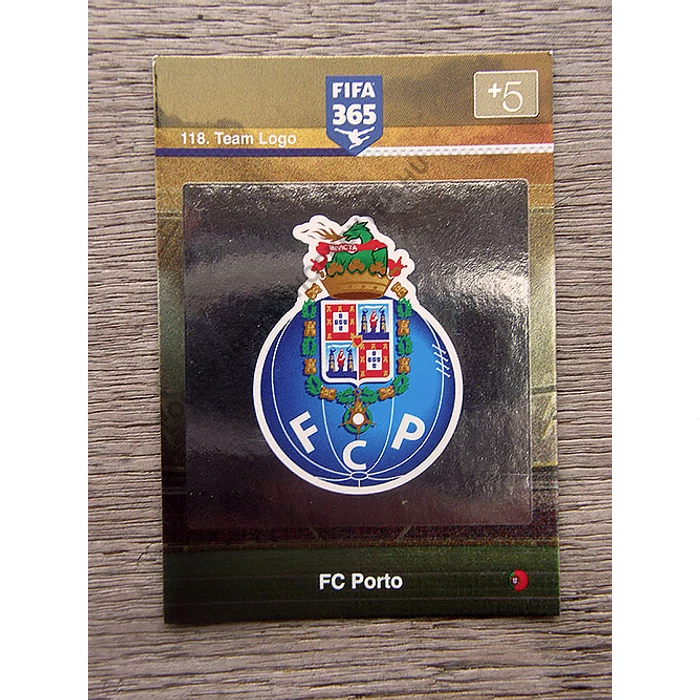 FIFA
365
+5
118. Team Logo
INVICTA
F C P
FC Porto